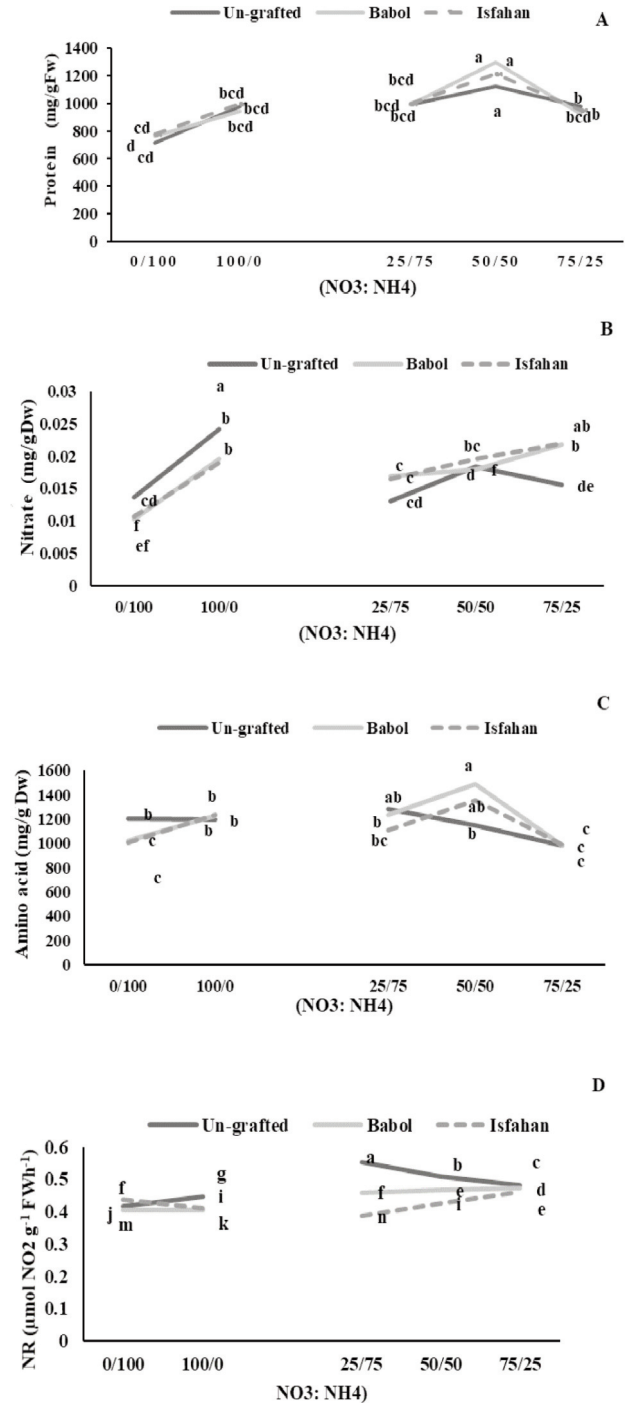 Un-grafted Babol Isfahan
A
1400
a a
1200
bcd
bcd
1000
bcd bcd b
cd bcd bcd bcd b
800
d cd a
600
400
200
0
Protein (mg/gFw)
0/100 100/0 25/75 50/50 75/25
(NO3: NH4)
B
Un-grafted Babol Isfahan
0.03
a
0.025
b ab
b bc b
0.02
c c d f
0.015
cd cd de
0.01
f
ef
0.005
0
Nitrate (mg/gDw)
0/100 100/0 25/75 50/50 75/25
(NO3: NH4)
C
Un-grafted Babol Isfahan
1600
a
1400
b ab ab
1200
b b b b b c
1000
c bc c
c
800
c
600
400
200
0
Amino acid (mg/g Dw)
0/100 100/0 25/75 50/50 75/25
(NO3: NH4)
D
Un-grafted Babol Isfahan
0.6
a b c
0.5
f g f e d
i i
0.4
j m k n e
0.3
0.2
0.1
0
NR (µmol NO2 g⁻¹ FWh⁻¹)
0/100 100/0 25/75 50/50 75/25
NO3: NH4)